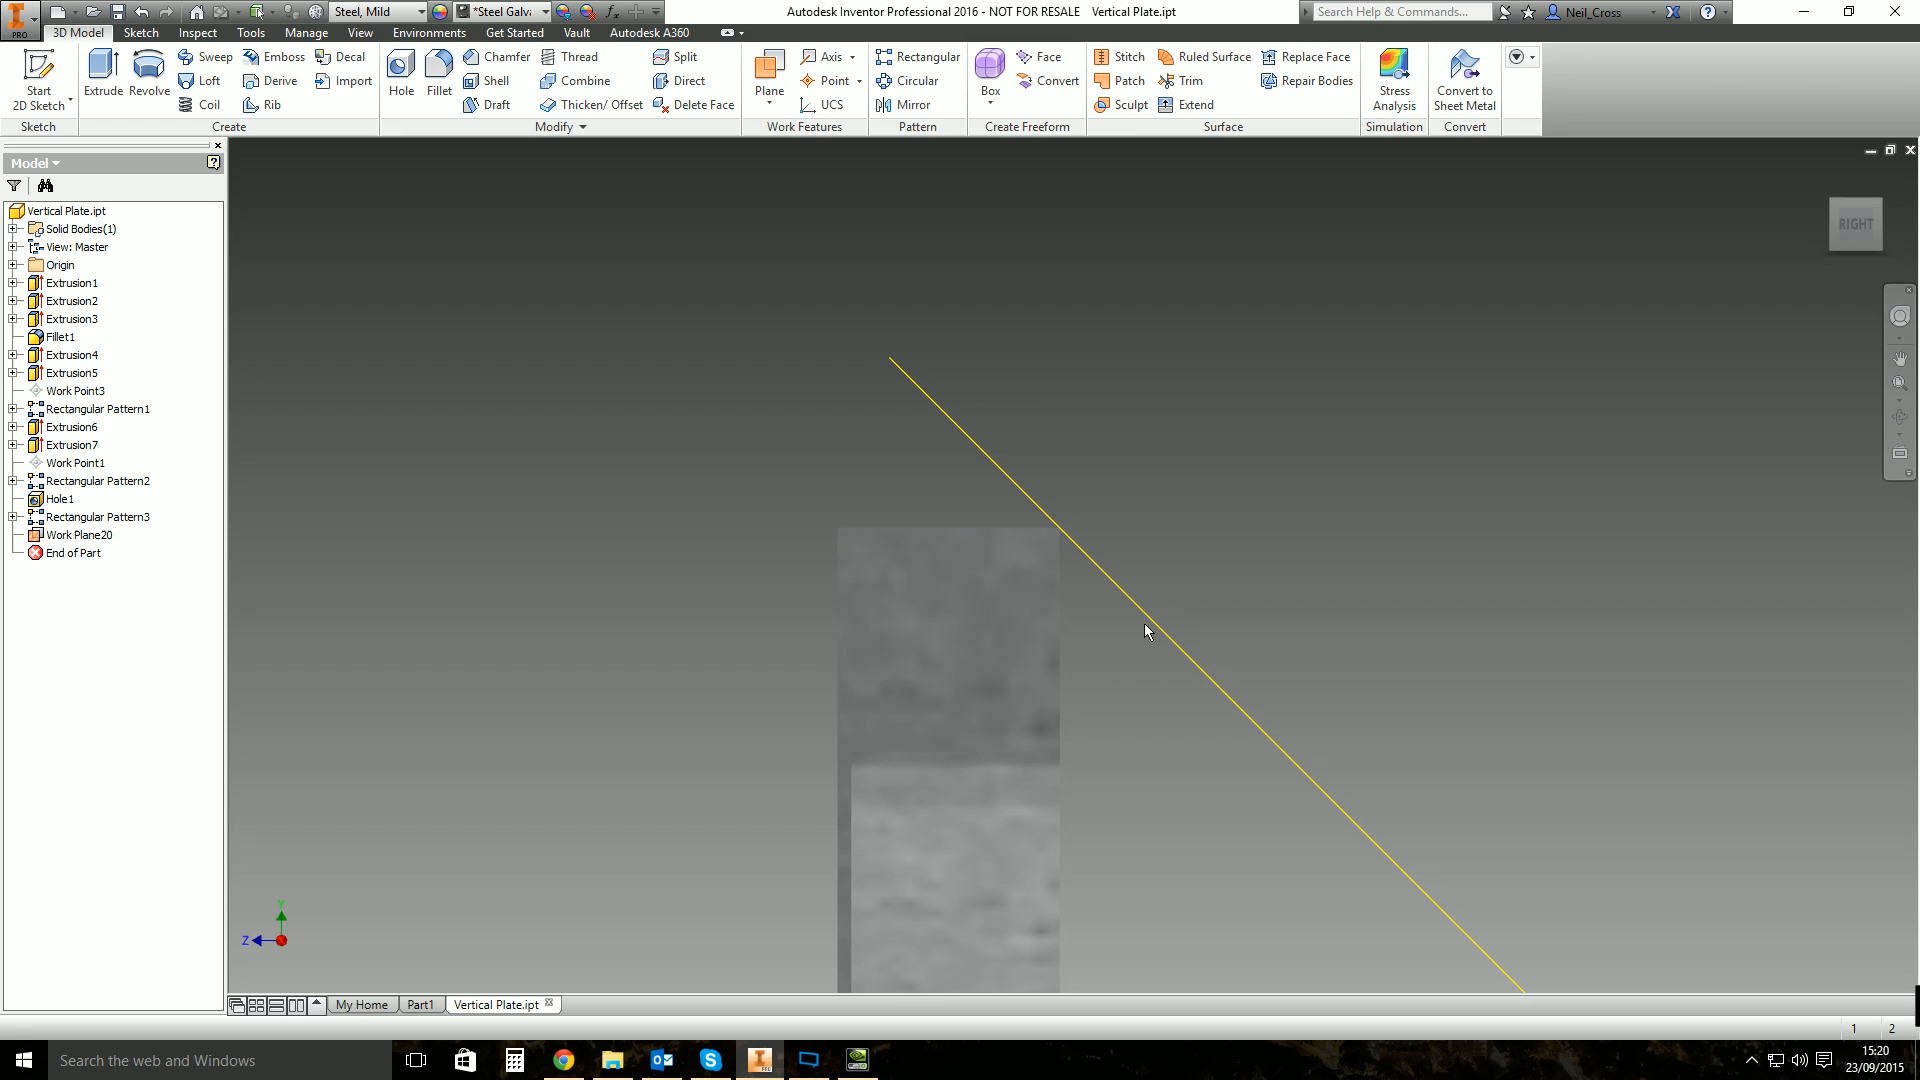 PRO
Steel, Mild
*Steel Galva
Autodesk Inventor Professional 2016 - NOT FOR RESALE Vertical Plate.ipt
Search Help & Commands...
Neil_Cross
3D Model Sketch Inspect Tools Manage View Environments Get Started Vault Autodesk A360
Start
2D Sketch
Sketch
Extrude Revolve
Sweep Emboss Decal
Loft Derive Import
Coil Rib
Create
Hole Fillet
Chamfer Thread Split
Shell Combine Direct
Draft Thicken/ Offset Delete Face
Modify
Plane
Axis
Point
UCS
Work Features
Rectangular
Circular
Mirror
Pattern
Box
Face
Convert
Create Freeform
Stitch Ruled Surface Replace Face
Patch Trim Repair Bodies
Sculpt Extend
Surface
Stress
Analysis
Simulation
Convert to
Sheet Metal
Convert
Model
Vertical Plate.ipt
Solid Bodies(1)
View: Master
Origin
Extrusion1
Extrusion2
Extrusion3
Fillet1
Extrusion4
Extrusion5
Work Point3
Rectangular Pattern1
Extrusion6
Extrusion7
Work Point1
Rectangular Pattern2
Hole1
Rectangular Pattern3
Work Plane20
End of Part
RIGHT
Y
Z
My Home Part1 Vertical Plate.ipt
1 2
Search the web and Windows
15:20
23/09/2015